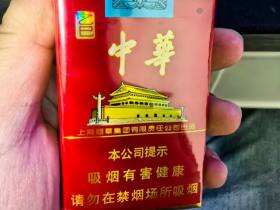 中華
上海烟草集团有限责任公司出品
本公司提示
吸烟有害健康
请勿在禁烟场所吸烟